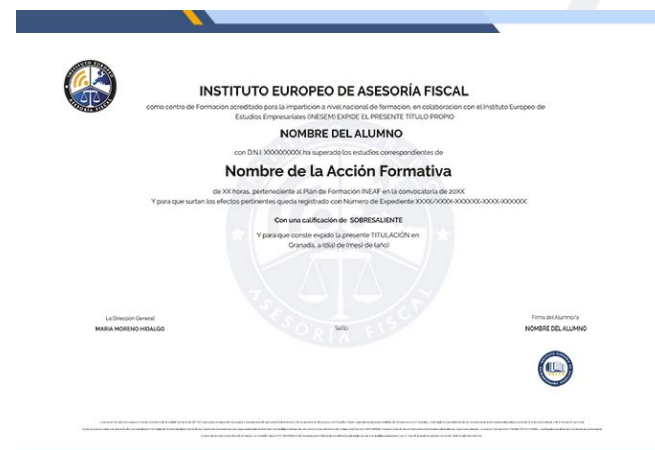 INSTITUTO EUROPEO DE ASESORÍA FISCAL
como centro de Formación acreditado para la impartición a nivel nacional de formación, en colaboración con el Instituto Europeo de
Estudios Empresariales (INESEM) EXPIDE EL PRESENTE TITULO PROPIO
NOMBRE DEL ALUMNO
con D.N.I. XXXXXXXXX ha superado los estudios correspondientes de
Nombre de la Acción Formativa
de XX horas, perteneciente al Plan de Formación INEAF en la convocatoria de 20XX
Y para que surtan los efectos pertinentes queda registrado con Número de Expediente XXXX/XXXX-XXXXXX-XXXX-XXXXXX
Con una calificación de SOBRESALIENTE
Y para que conste expido la presente TITULACIÓN en
Granada, a (día) de (mes) de (año)
ASESORÍA FISCAL
La Dirección General
MARIA MORENO HIDALGO
Sello
Firma del Alumno/a
NOMBRE DEL ALUMNO